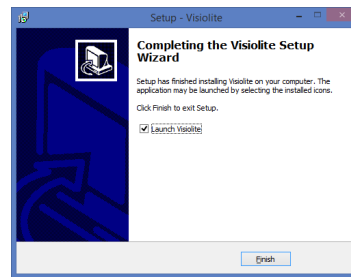 Setup - Visiolite
Completing the Visiolite Setup
Wizard
Setup has finished installing Visiolite on your computer. The
application may be launched by selecting the installed icons.
Click Finish to exit Setup.
Launch Visiolite
Finish